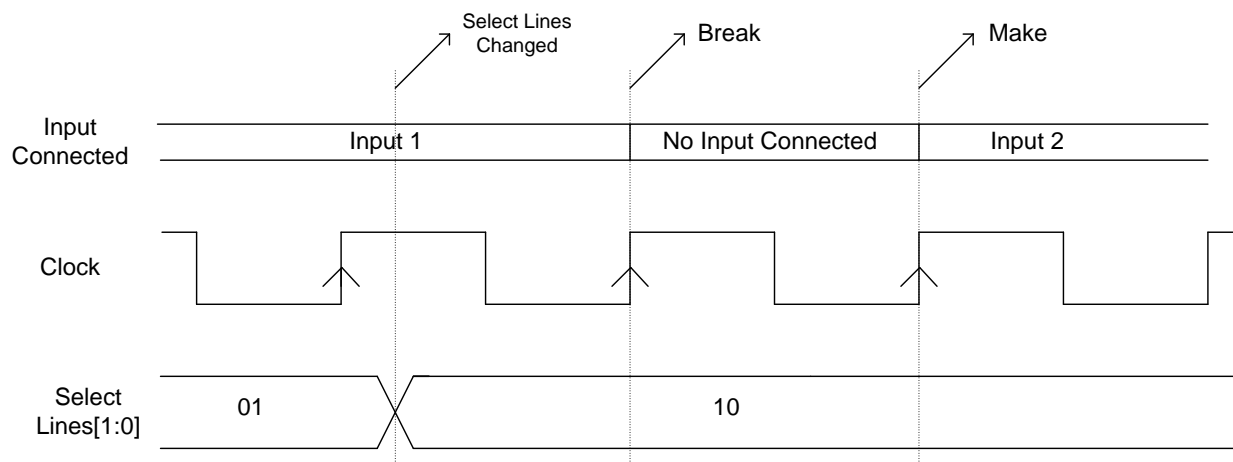 Select Lines
Changed
Break
Make
Input
Connected
Input 1
No Input Connected
Input 2
Clock
Select
Lines[1:0]
01
10